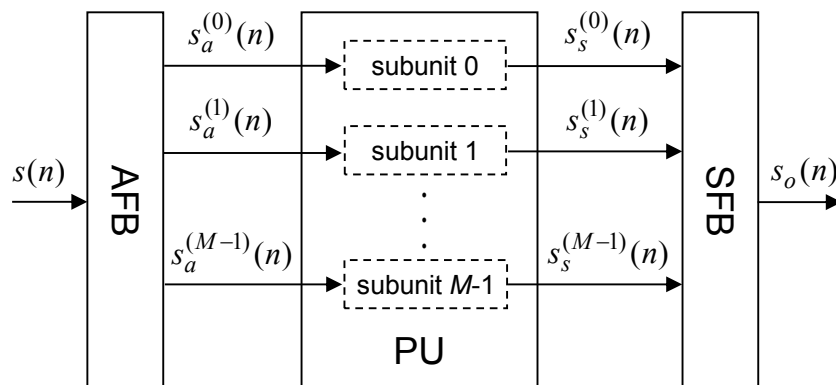 s_a^{(0)}(n)
s_s^{(0)}(n)
subunit 0
s_a^{(1)}(n)
s_s^{(1)}(n)
subunit 1
s(n)
AFB
SFB
s_o(n)
s_a^{(M-1)}(n)
s_s^{(M-1)}(n)
subunit M-1
PU